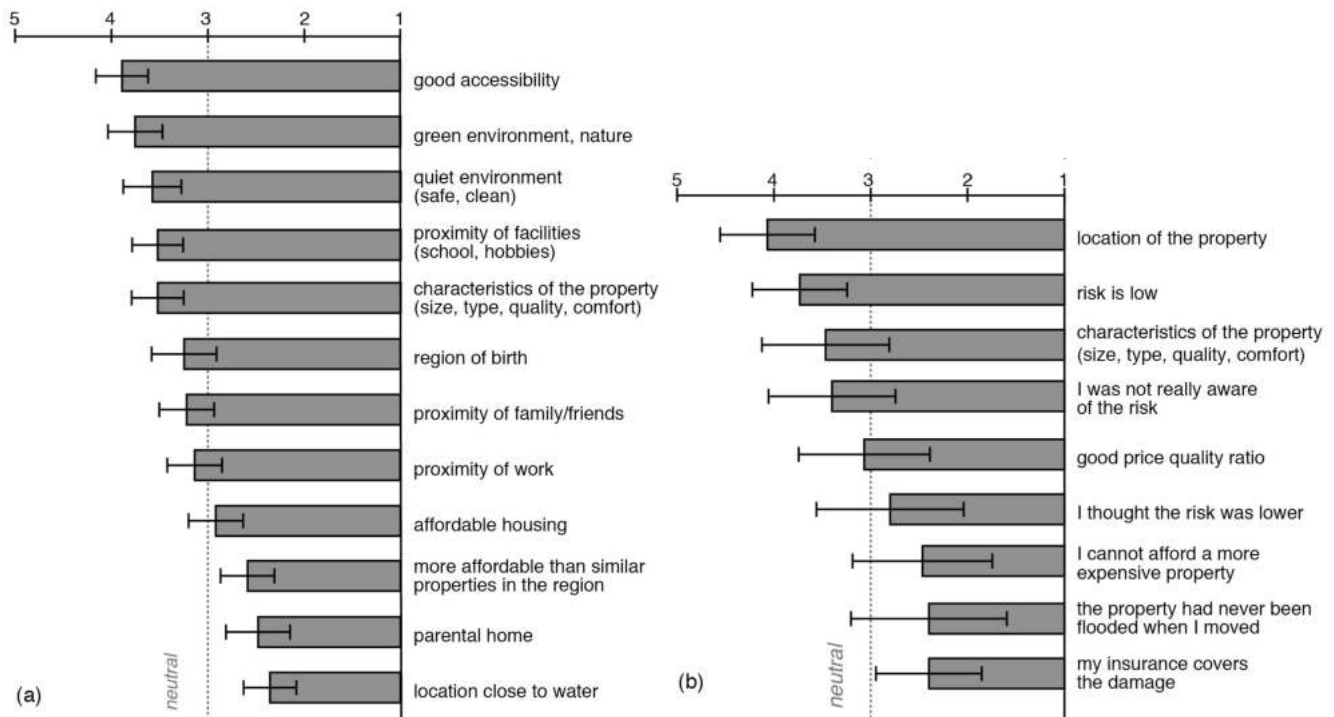 5 4 3 2 1
good accessibility
green environment, nature
quiet environment
(safe, clean)
proximity of facilities
(school, hobbies)
characteristics of the property
(size, type, quality, comfort)
region of birth
proximity of family/friends
proximity of work
affordable housing
more affordable than similar
properties in the region
parental home
location close to water
neutral
(a)
5 4 3 2 1
location of the property
risk is low
characteristics of the property
(size, type, quality, comfort)
I was not really aware
of the risk
good price quality ratio
I thought the risk was lower
I cannot afford a more
expensive property
the property had never been
flooded when I moved
my insurance covers
the damage
neutral
(b)